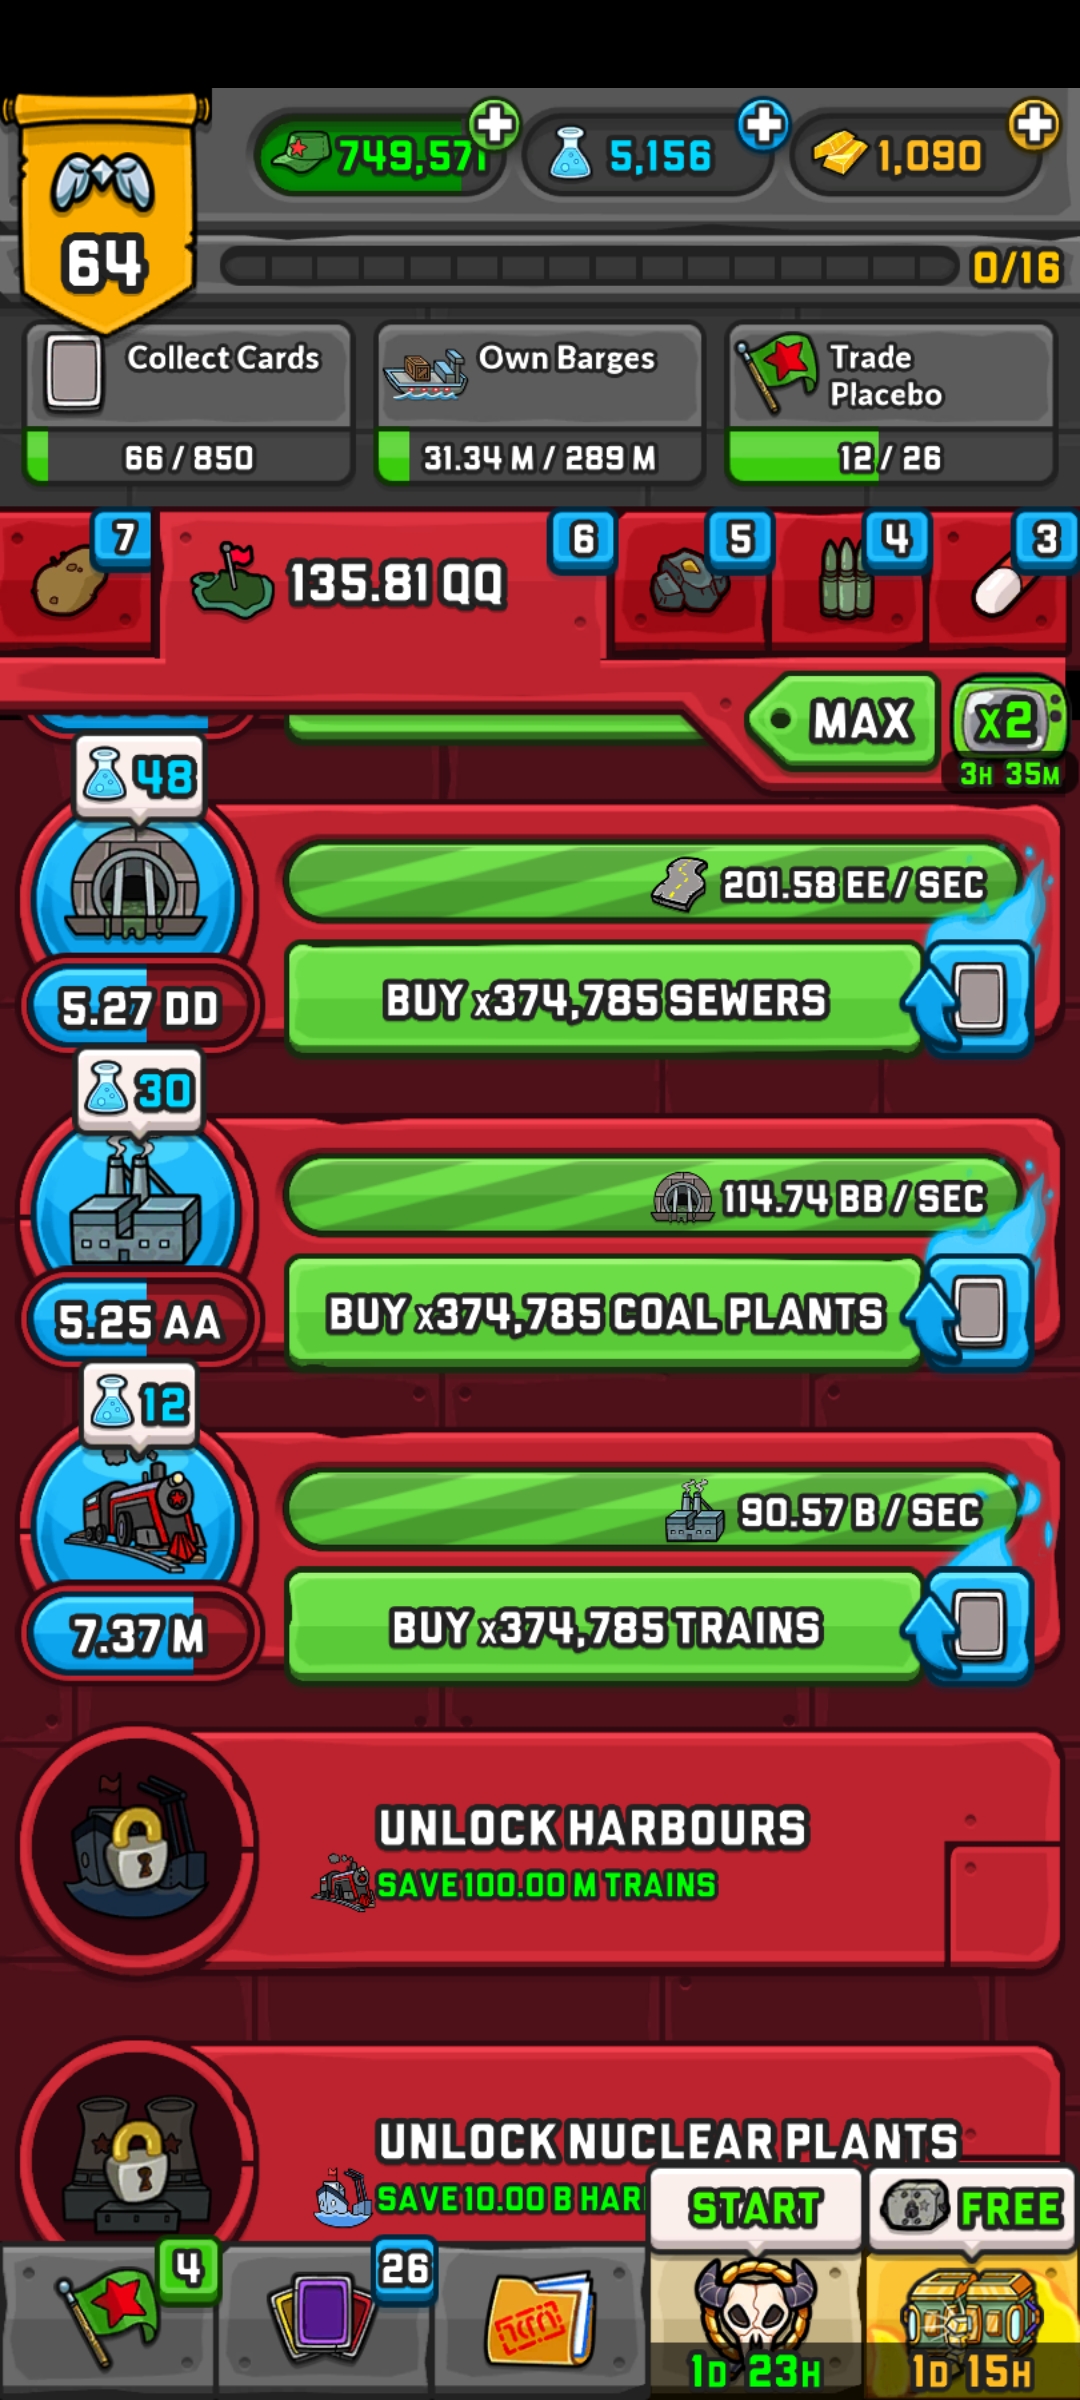 749,571
5,156
1,090
64
0/16
Collect Cards
66 / 850
Own Barges
31.34 M / 289 M
Trade
Placebo
12 / 26
7
135.81 QQ
6
5
4
3
MAX
x2
3H 35M
48
201.58 EE / SEC
BUY x374,785 SEWERS
5.27 DD
30
114.74 BB / SEC
BUY x374,785 COAL PLANTS
5.25 AA
12
90.57 B / SEC
BUY x374,785 TRAINS
7.37 M
UNLOCK HARBOURS
SAVE 100.00 M TRAINS
UNLOCK NUCLEAR PLANTS
SAVE 10.00 B HAR
START
FREE
4
26
1D 23H
1D 15H